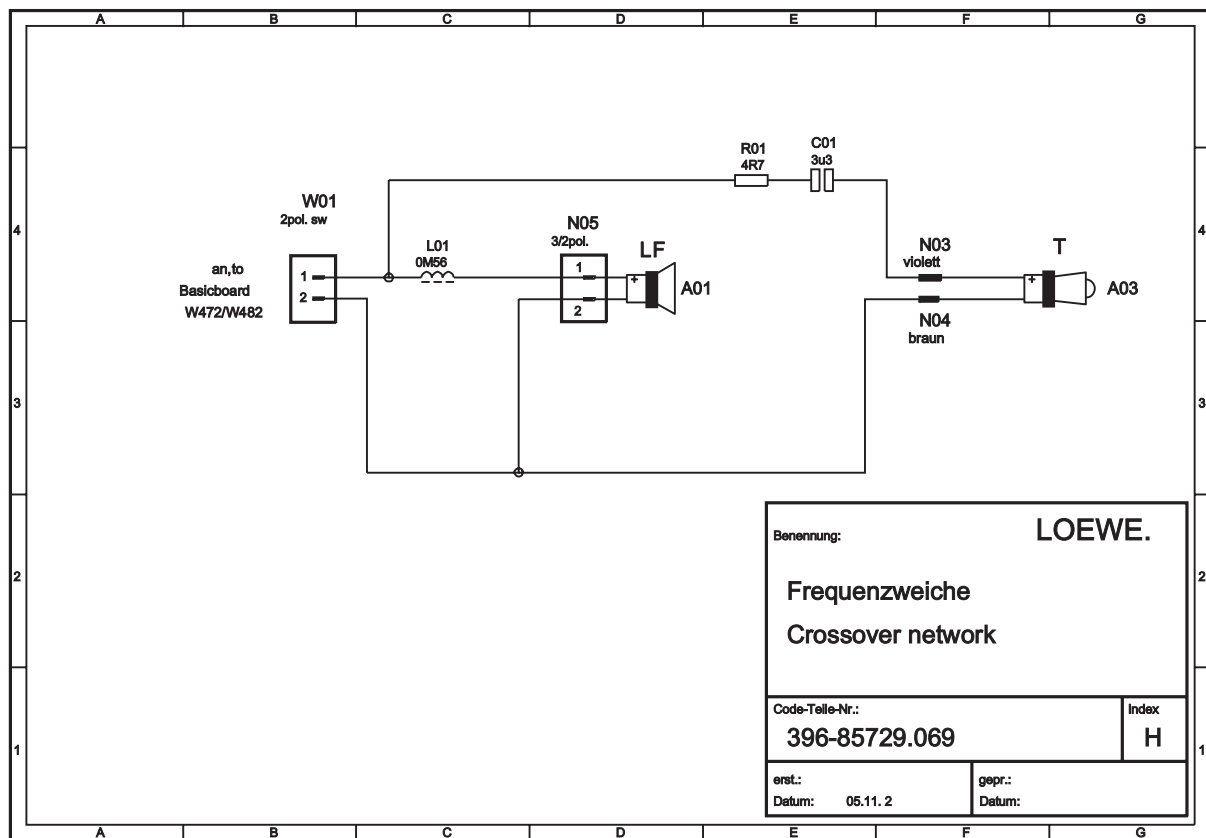 A B C D E F G
R01
4R7
C01
3u3
W01
2pol. sw
4
4
an,to
Basicboard
W472/W482
1
2
L01
0M56
N05
3/2pol.
1
2
LF
+
A01
N03
violett
N04
braun
T
+
A03
3
3
Benennung:
LOEWE.
2
2
Frequenzweiche
Crossover network
Code-Teile-Nr.:
396-85729.069
Index
H
1
1
erst.:
Datum: 05.11. 2
gepr.:
Datum:
A B C D E F G